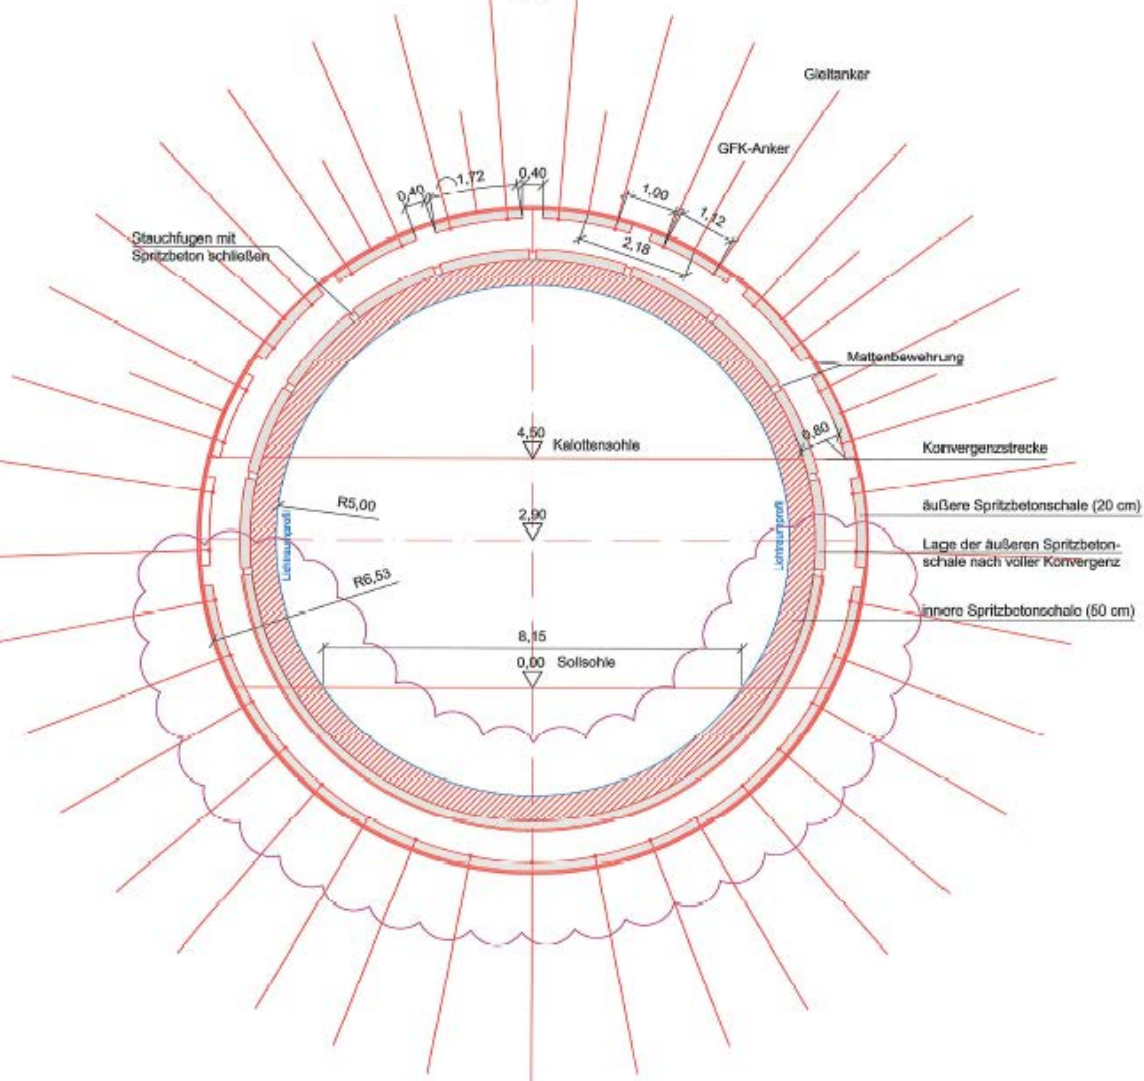 Gleitanker
GFK-Anker
0,40
1,72
0,40
1,00
1,12
2,18
Stauchfugen mit
Spritzbeton schließen
Mattenbewehrung
0,80
4,50
Kalottensohle
Konvergenzstrecke
R5,00
2,90
Lichtraumprofil
Lichtraumprofil
äußere Spritzbetonschale (20 cm)
Lage der äußeren Spritzbeton-
schale nach voller Konvergenz
R6,53
innere Spritzbetonschale (50 cm)
8,15
0,00 Sollsohle